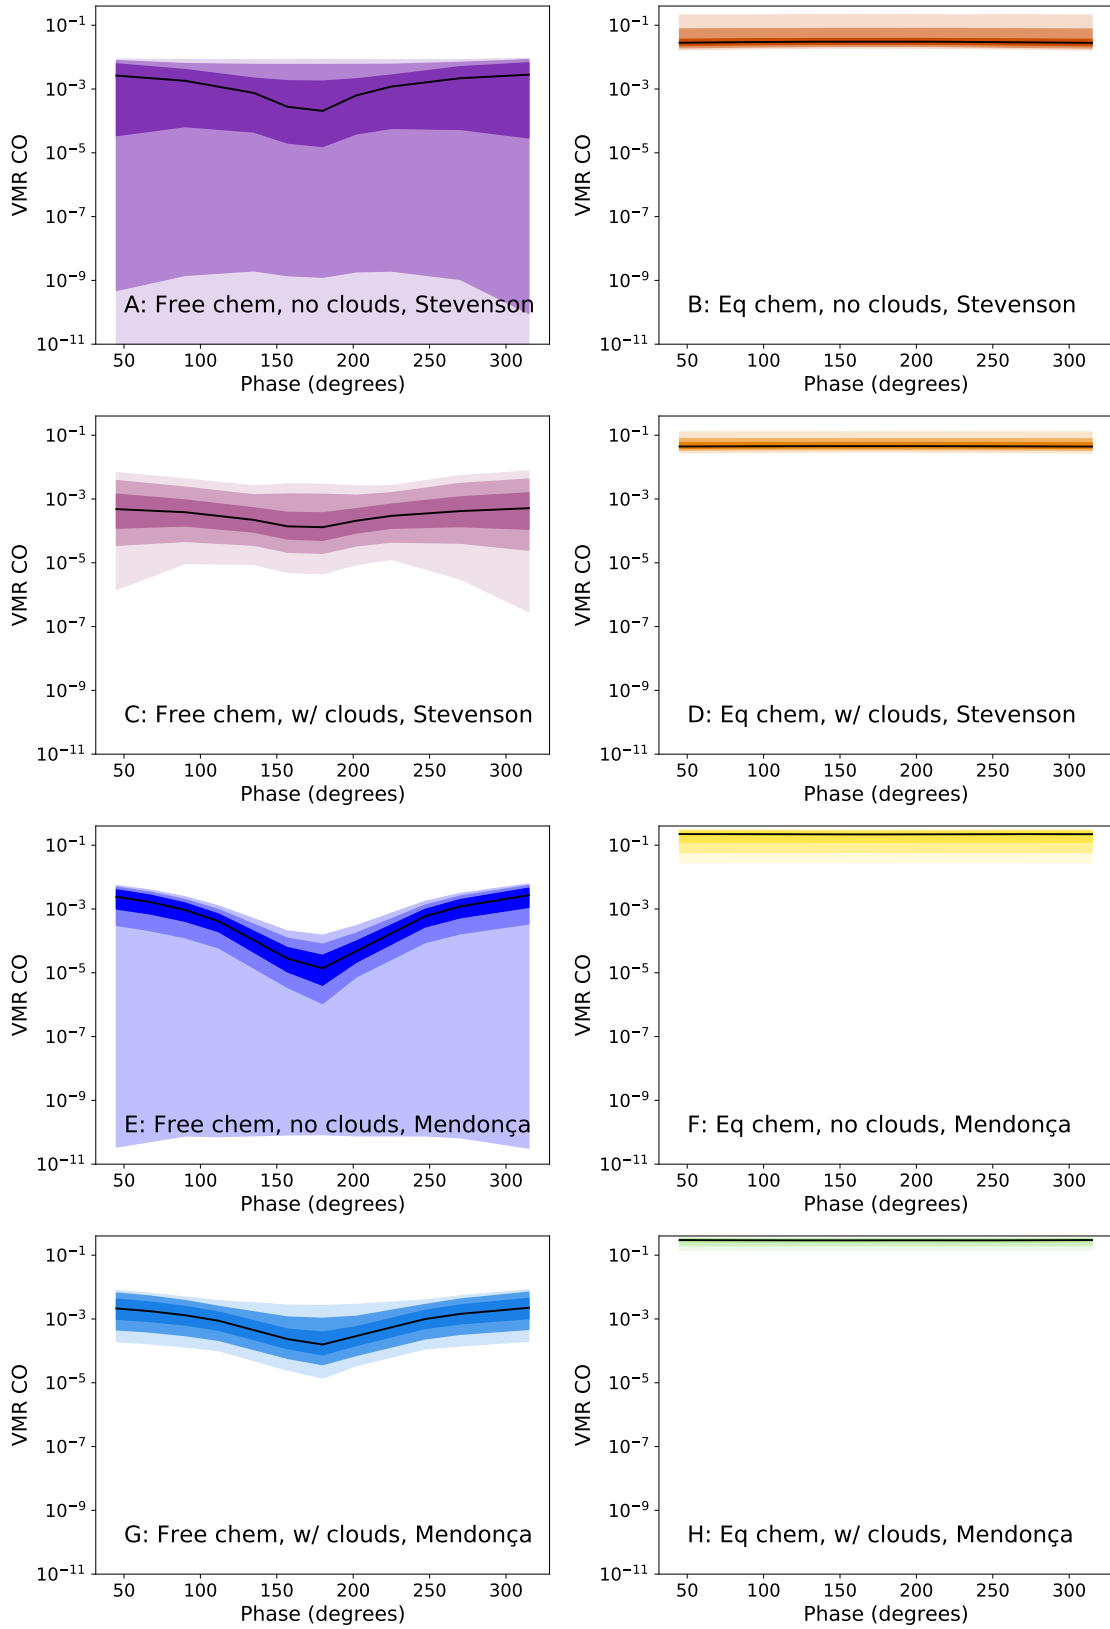 VMR CO
10⁻¹
10⁻³
10⁻⁵
10⁻⁷
10⁻⁹
10⁻¹¹
A: Free chem, no clouds, Stevenson
50 100 150 200 250 300
Phase (degrees)
VMR CO
10⁻¹
10⁻³
10⁻⁵
10⁻⁷
10⁻⁹
10⁻¹¹
B: Eq chem, no clouds, Stevenson
50 100 150 200 250 300
Phase (degrees)
VMR CO
10⁻¹
10⁻³
10⁻⁵
10⁻⁷
10⁻⁹
10⁻¹¹
C: Free chem, w/ clouds, Stevenson
50 100 150 200 250 300
Phase (degrees)
VMR CO
10⁻¹
10⁻³
10⁻⁵
10⁻⁷
10⁻⁹
10⁻¹¹
D: Eq chem, w/ clouds, Stevenson
50 100 150 200 250 300
Phase (degrees)
VMR CO
10⁻¹
10⁻³
10⁻⁵
10⁻⁷
10⁻⁹
10⁻¹¹
E: Free chem, no clouds, Mendonça
50 100 150 200 250 300
Phase (degrees)
VMR CO
10⁻¹
10⁻³
10⁻⁵
10⁻⁷
10⁻⁹
10⁻¹¹
F: Eq chem, no clouds, Mendonça
50 100 150 200 250 300
Phase (degrees)
VMR CO
10⁻¹
10⁻³
10⁻⁵
10⁻⁷
10⁻⁹
10⁻¹¹
G: Free chem, w/ clouds, Mendonça
50 100 150 200 250 300
Phase (degrees)
VMR CO
10⁻¹
10⁻³
10⁻⁵
10⁻⁷
10⁻⁹
10⁻¹¹
H: Eq chem, w/ clouds, Mendonça
50 100 150 200 250 300
Phase (degrees)